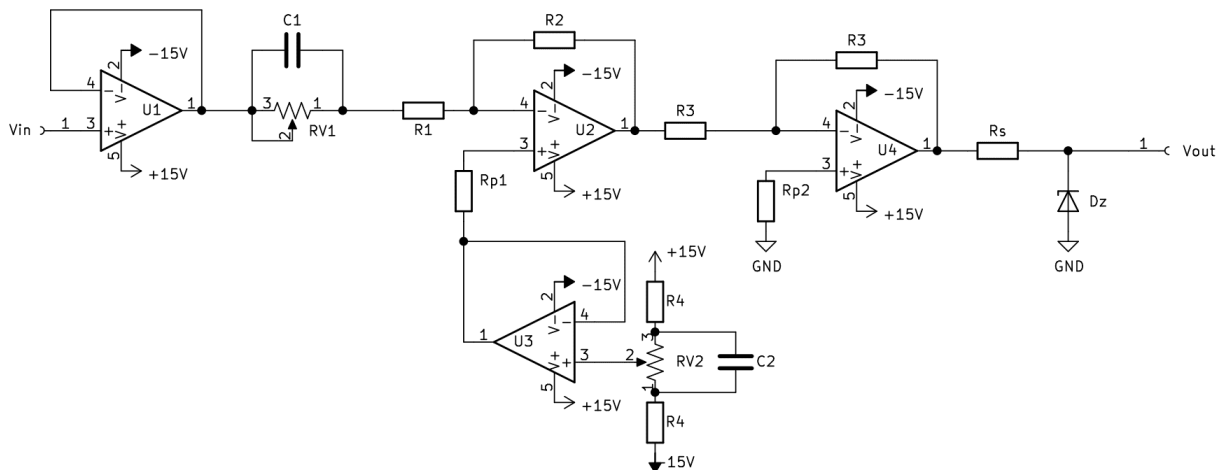 C1
R2
R3
-15V
2
4
V-
U1
1
Vin
1
3
V+
5
+15V
3
1
2
RV1
R1
-15V
2
4
V-
U2
1
3
V+
5
+15V
R3
-15V
2
4
V-
U4
1
3
V+
5
+15V
Rs
1
Vout
Rp1
Rp2
GND
Dz
GND
+15V
R4
-15V
2
4
V-
U3
1
3
V+
5
+15V
2
3
RV2
1
C2
R4
-15V